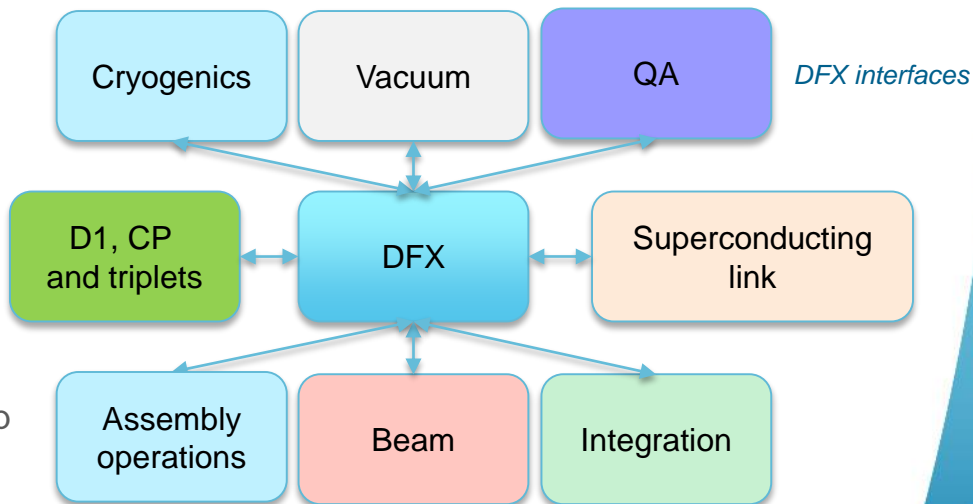 Cryogenics
Vacuum
QA
DFX interfaces
D1, CP
and triplets
DFX
Superconducting
link
Assembly
operations
Beam
Integration